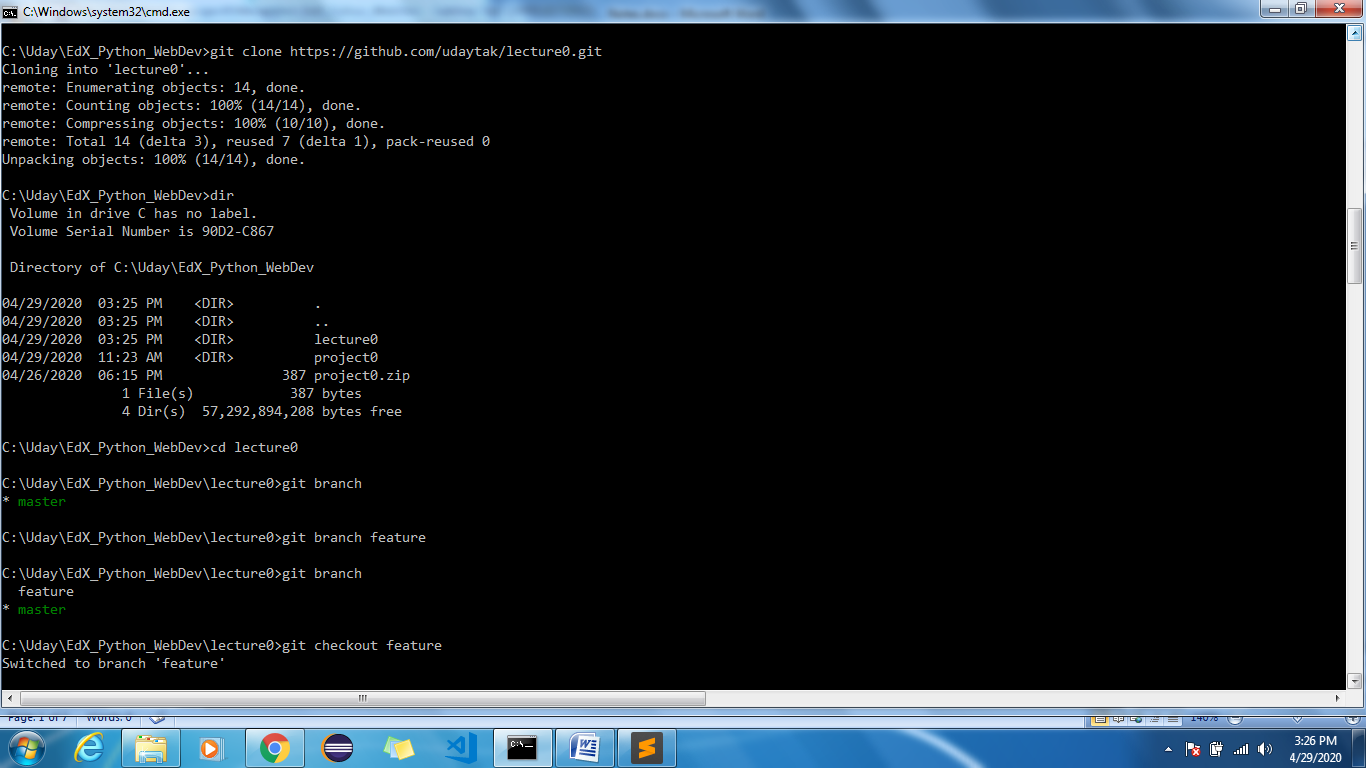 C:\Windows\system32\cmd.exe
C:\Uday\EdX_Python_WebDev>git clone https://github.com/udaytak/lecture0.git
Cloning into 'lecture0'...
remote: Enumerating objects: 14, done.
remote: Counting objects: 100% (14/14), done.
remote: Compressing objects: 100% (10/10), done.
remote: Total 14 (delta 3), reused 7 (delta 1), pack-reused 0
Unpacking objects: 100% (14/14), done.
C:\Uday\EdX_Python_WebDev>dir
Volume in drive C has no label.
Volume Serial Number is 90D2-C867
Directory of C:\Uday\EdX_Python_WebDev
04/29/2020  03:25 PM    <DIR>          .
04/29/2020  03:25 PM    <DIR>          ..
04/29/2020  03:25 PM    <DIR>          lecture0
04/29/2020  11:23 AM    <DIR>          project0
04/26/2020  06:15 PM               387 project0.zip
1 File(s)            387 bytes
4 Dir(s)  57,292,894,208 bytes free
C:\Uday\EdX_Python_WebDev>cd lecture0
C:\Uday\EdX_Python_WebDev\lecture0>git branch
* master
C:\Uday\EdX_Python_WebDev\lecture0>git branch feature
C:\Uday\EdX_Python_WebDev\lecture0>git branch
feature
* master
C:\Uday\EdX_Python_WebDev\lecture0>git checkout feature
Switched to branch 'feature'
Page: 1 of 7 Words: 0 140%
3:26 PM
4/29/2020